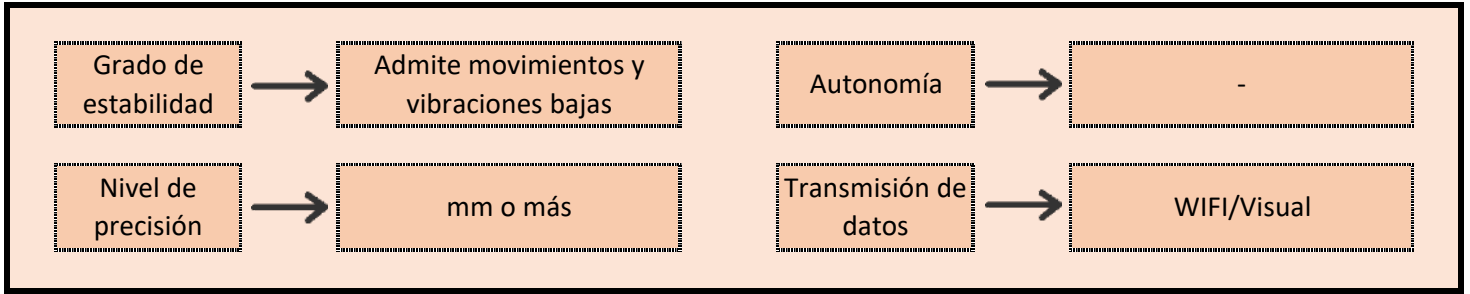 Grado de
estabilidad
Admite movimientos y
vibraciones bajas
Autonomía
-
Nivel de
precisión
mm o más
Transmisión de
datos
WIFI/Visual